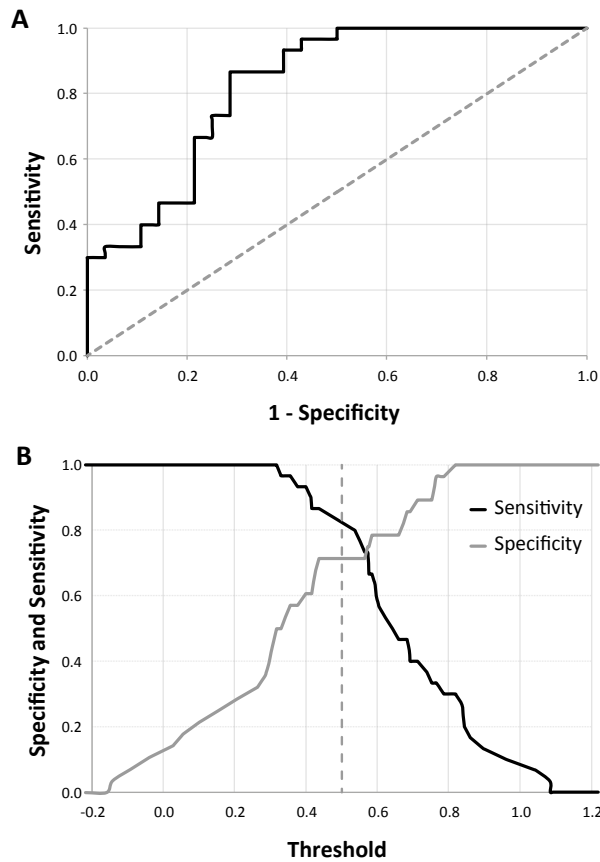 A
1.0
0.8
0.6
0.4
0.2
0.0
Sensitivity
0.0 0.2 0.4 0.6 0.8 1.0
1 - Specificity
B
1.0
0.8
0.6
0.4
0.2
0.0
Specificity and Sensitivity
Sensitivity
Specificity
-0.2 0.0 0.2 0.4 0.6 0.8 1.0 1.2
Threshold